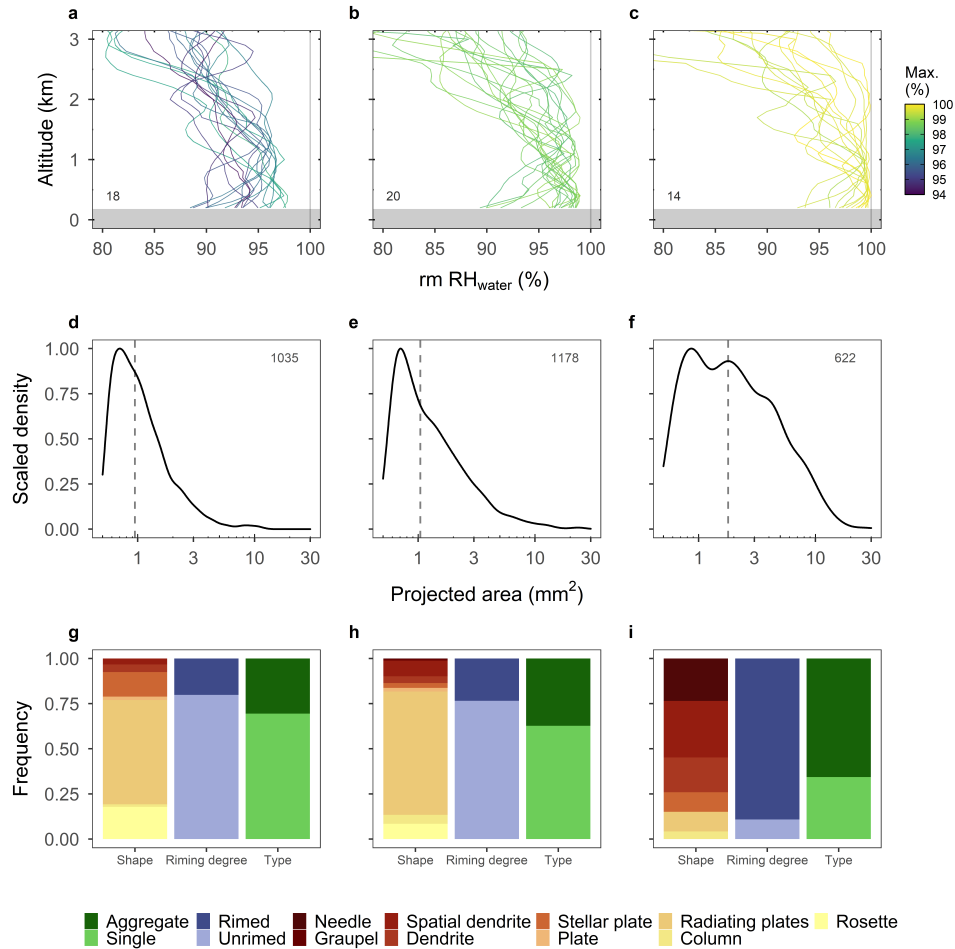 a b c
3
2
1
0
Altitude (km)
18 20 14
80 85 90 95 100 80 85 90 95 100 80 85 90 95 100
rm RHwater (%)
Max.
(%)
100
99
98
97
96
95
94
d e f
1.00
0.75
0.50
0.25
0.00
Scaled density
1035 1178 622
1 3 10 30 1 3 10 30 1 3 10 30
Projected area (mm2)
g h i
1.00
0.75
0.50
0.25
0.00
Frequency
Shape Riming degree Type Shape Riming degree Type Shape Riming degree Type
Aggregate Rimed Needle Spatial dendrite Stellar plate Radiating plates Rosette
Single Unrimed Graupel Dendrite Plate Column